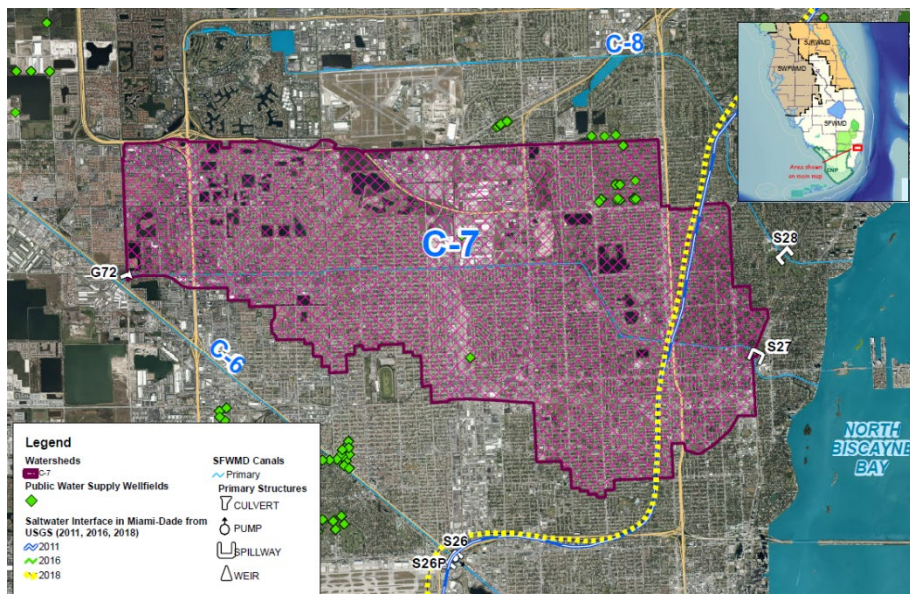 C-8
SJRWMD
SWFWMD
SFWMD
ENP
Area shown
on main map
C-7
S28
G72
S27
C-6
NORTH
BISCAYNE
BAY
S26
S26P
Legend
Watersheds
C-7
Public Water Supply Wellfields
Saltwater Interface in Miami-Dade from
USGS (2011, 2016, 2018)
2011
2016
2018
SFWMD Canals
Primary
Primary Structures
CULVERT
PUMP
SPILLWAY
WEIR